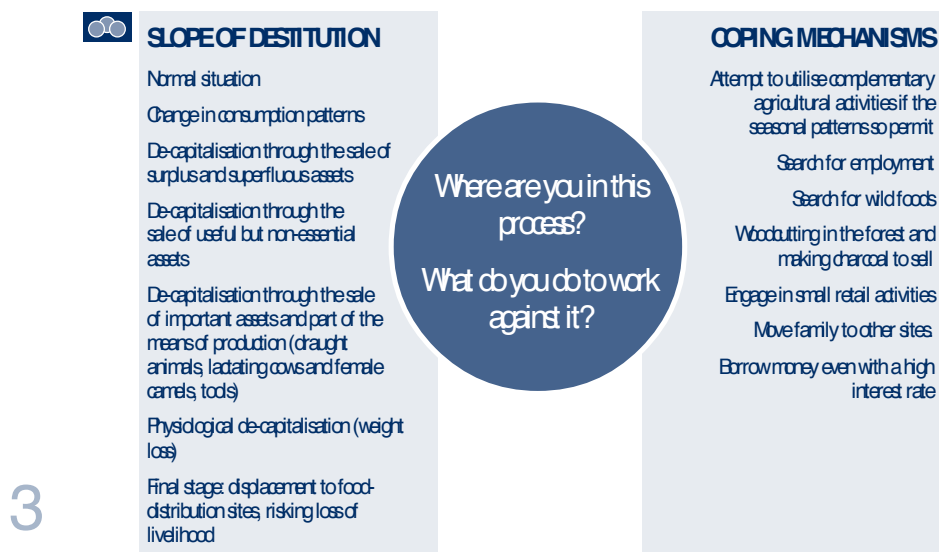 SLOPE OF DESTITUTION
Normal situation
Change in consumption patterns
De-capitalisation through the sale of
surplus and superfluous assets
De-capitalisation through the
sale of useful but non-essential
assets
De-capitalisation through the sale
of important assets and part of the
means of production (draught
animals, lactating cows and female
camels, tools)
Physiological de-capitalisation (weight
loss)
Final stage: displacement to food-
distribution sites, risking loss of
livelihood
Where are you in this
process?
What do you do to work
against it?
COPING MECHANISMS
Attempt to utilise complementary
agricultural activities if the
seasonal patterns so permit
Search for employment
Search for wild foods
Woodcutting in the forest and
making charcoal to sell
Engage in small retail activities
Move family to other sites
Borrow money even with a high
interest rate
3